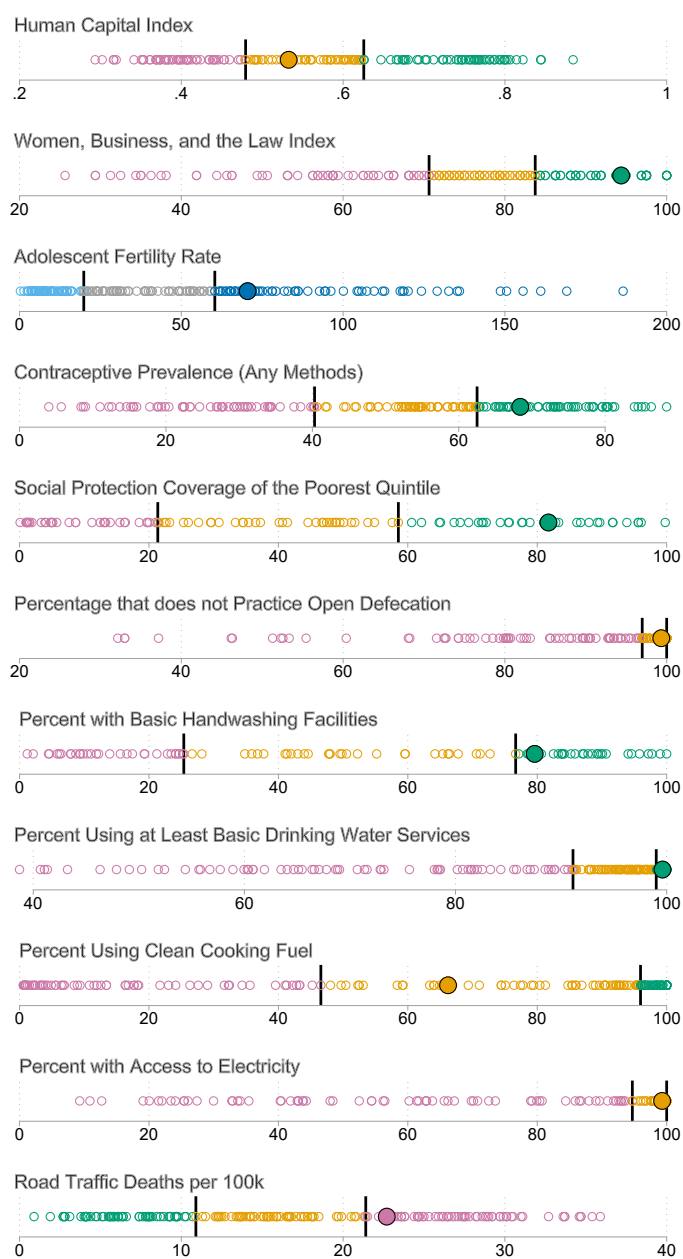 Human Capital Index
.2 .4 .6 .8 1
Women, Business, and the Law Index
20 40 60 80 100
Adolescent Fertility Rate
0 50 100 150 200
Contraceptive Prevalence (Any Methods)
0 20 40 60 80
Social Protection Coverage of the Poorest Quintile
0 20 40 60 80 100
Percentage that does not Practice Open Defecation
20 40 60 80 100
Percent with Basic Handwashing Facilities
0 20 40 60 80 100
Percent Using at Least Basic Drinking Water Services
40 60 80 100
Percent Using Clean Cooking Fuel
0 20 40 60 80 100
Percent with Access to Electricity
0 20 40 60 80 100
Road Traffic Deaths per 100k
0 10 20 30 40